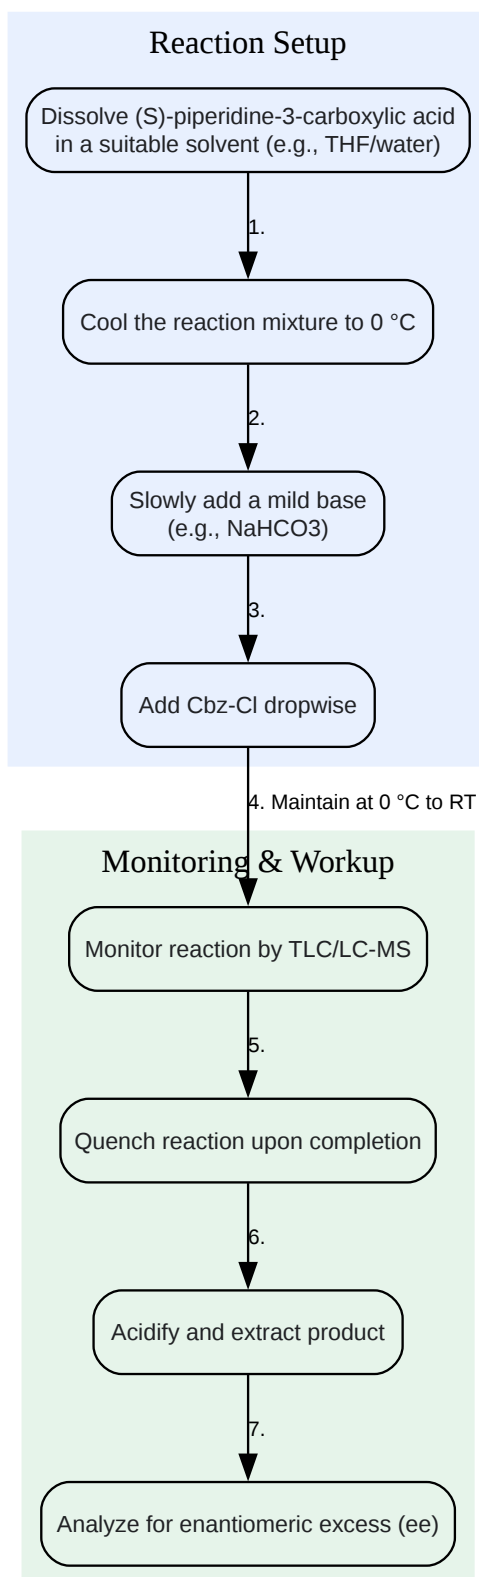 Reaction Setup
Dissolve (S)-piperidine-3-carboxylic acid
in a suitable solvent (e.g., THF/water)
1.
Cool the reaction mixture to 0 °C
2.
Slowly add a mild base
(e.g., NaHCO3)
3.
Add Cbz-Cl dropwise
4. Maintain at 0 °C to RT
Monitoring & Workup
Monitor reaction by TLC/LC-MS
5.
Quench reaction upon completion
6.
Acidify and extract product
7.
Analyze for enantiomeric excess (ee)